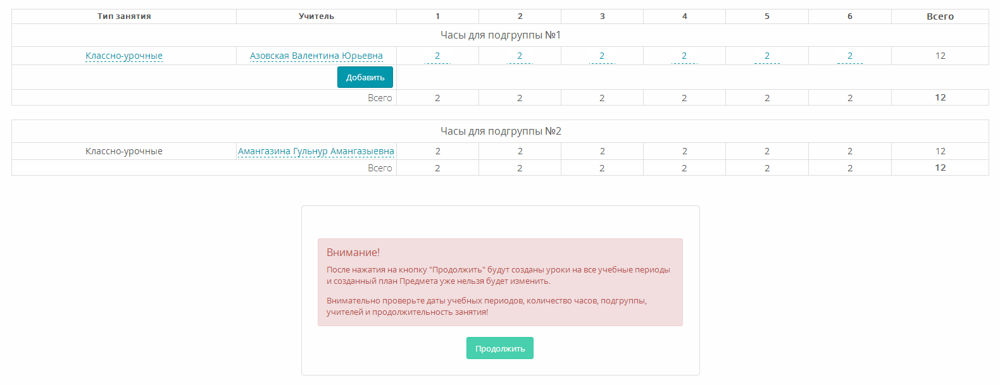 Тип занятия Учитель 1 2 3 4 5 6 Всего
Часы для подгруппы №1
Классно-урочные Азовская Валентина Юрьевна 2 2 2 2 2 2 12
Добавить
Всего 2 2 2 2 2 2 12
Часы для подгруппы №2
Классно-урочные Амангазина Гульнур Амангазыевна 2 2 2 2 2 2 12
Всего 2 2 2 2 2 2 12
Внимание!
После нажатия на кнопку "Продолжить" будут созданы уроки на все учебные периоды
и созданный план Предмета уже нельзя будет изменить.
Внимательно проверьте даты учебных периодов, количество часов, подгруппы,
учителей и продолжительность занятия!
Продолжить